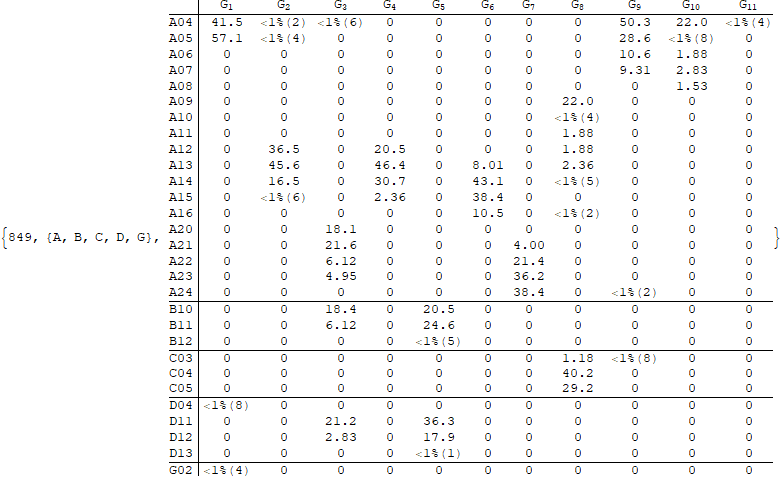 G₁ G₂ G₃ G₄ G₅ G₆ G₇ G₈ G₉ G₁₀ G₁₁
A04 41.5 <1%(2) <1%(6) 0 0 0 0 0 50.3 22.0 <1%(4)
A05 57.1 <1%(4) 0 0 0 0 0 0 28.6 <1%(8) 0
A06 0 0 0 0 0 0 0 0 10.6 1.88 0
A07 0 0 0 0 0 0 0 0 9.31 2.83 0
A08 0 0 0 0 0 0 0 0 0 1.53 0
A09 0 0 0 0 0 0 0 22.0 0 0 0
A10 0 0 0 0 0 0 0 <1%(4) 0 0 0
A11 0 0 0 0 0 0 0 1.88 0 0 0
A12 0 36.5 0 20.5 0 0 0 1.88 0 0 0
A13 0 45.6 0 46.4 0 8.01 0 2.36 0 0 0
A14 0 16.5 0 30.7 0 43.1 0 <1%(5) 0 0 0
A15 0 <1%(6) 0 2.36 0 38.4 0 0 0 0 0
A16 0 0 0 0 0 10.5 0 <1%(2) 0 0 0
A20 0 0 18.1 0 0 0 0 0 0 0 0
{849, {A, B, C, D, G}, }
A21 0 0 21.6 0 0 0 4.00 0 0 0 0
A22 0 0 6.12 0 0 0 21.4 0 0 0 0
A23 0 0 4.95 0 0 0 36.2 0 0 0 0
A24 0 0 0 0 0 0 38.4 0 <1%(2) 0 0
B10 0 0 18.4 0 20.5 0 0 0 0 0 0
B11 0 0 6.12 0 24.6 0 0 0 0 0 0
B12 0 0 0 0 <1%(5) 0 0 0 0 0 0
C03 0 0 0 0 0 0 0 1.18 <1%(8) 0 0
C04 0 0 0 0 0 0 0 40.2 0 0 0
C05 0 0 0 0 0 0 0 29.2 0 0 0
D04 <1%(8) 0 0 0 0 0 0 0 0 0 0
D11 0 0 21.2 0 36.3 0 0 0 0 0 0
D12 0 0 2.83 0 17.9 0 0 0 0 0 0
D13 0 0 0 0 <1%(1) 0 0 0 0 0 0
G02 <1%(4) 0 0 0 0 0 0 0 0 0 0